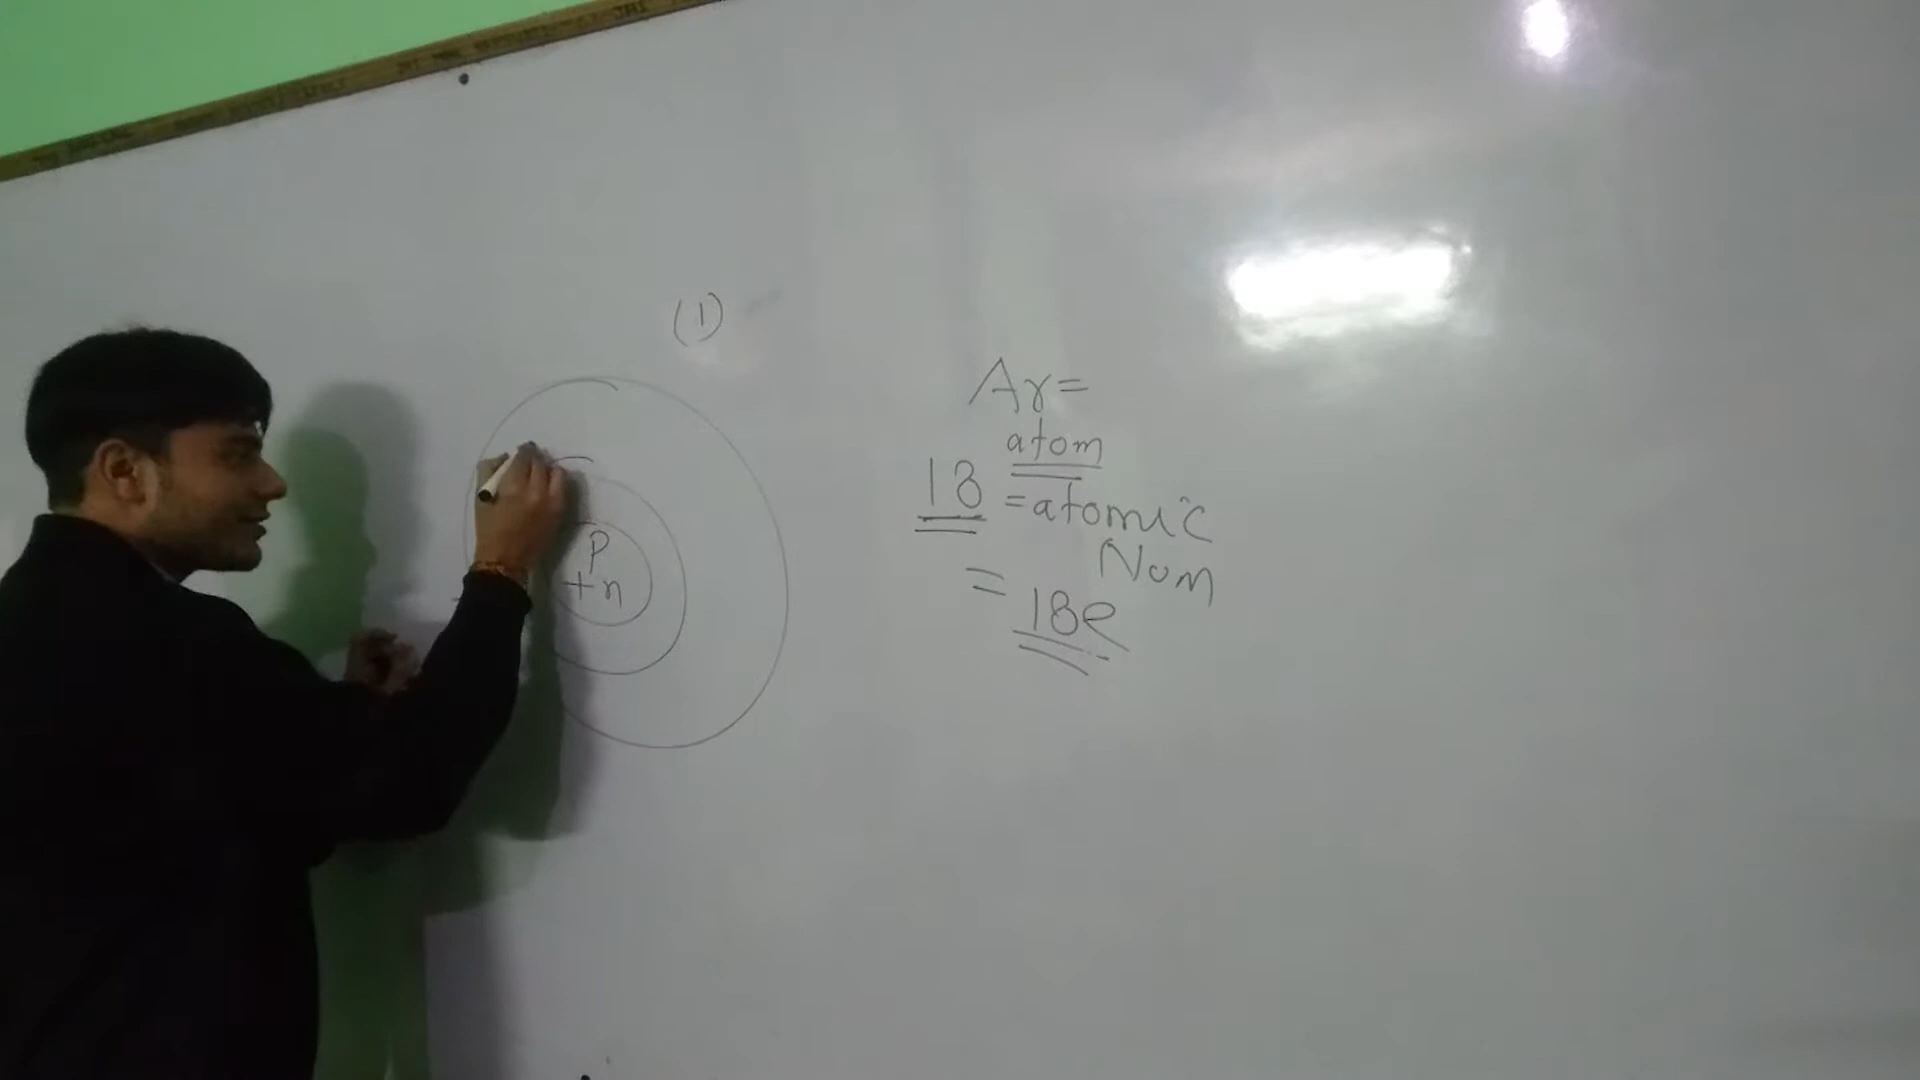 (1)
Ar=
atom
18 =atomic
Num
= 18e
P
+n